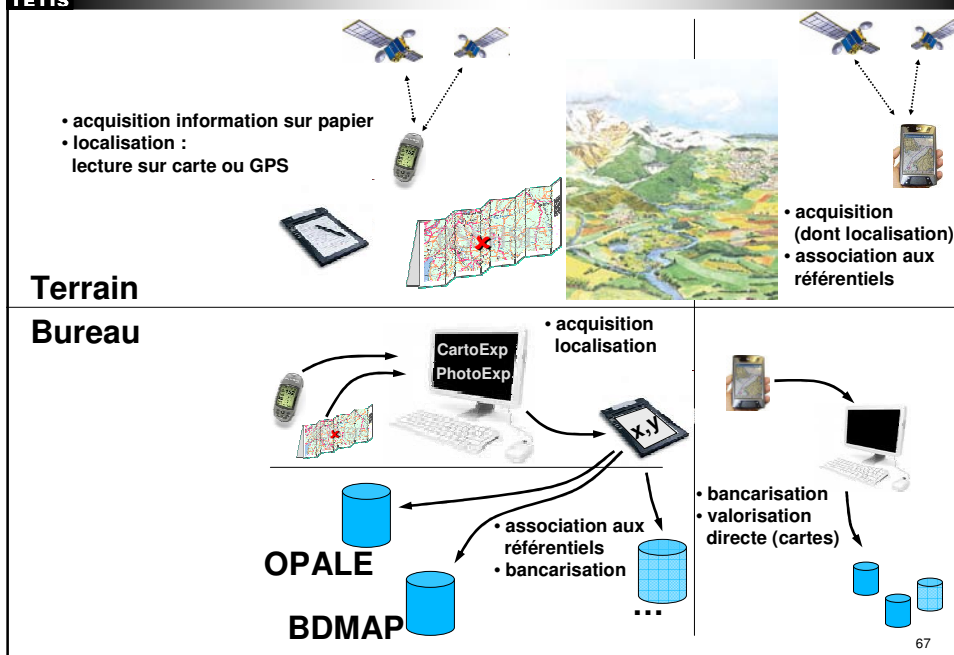 TETIS
• acquisition information sur papier
• localisation :
lecture sur carte ou GPS
• acquisition
(dont localisation)
• association aux
référentiels
Terrain
Bureau
• acquisition
localisation
CartoExp
PhotoExp
x,y
• association aux
référentiels
• bancarisation
OPALE
BDMAP
...
• bancarisation
• valorisation
directe (cartes)
67